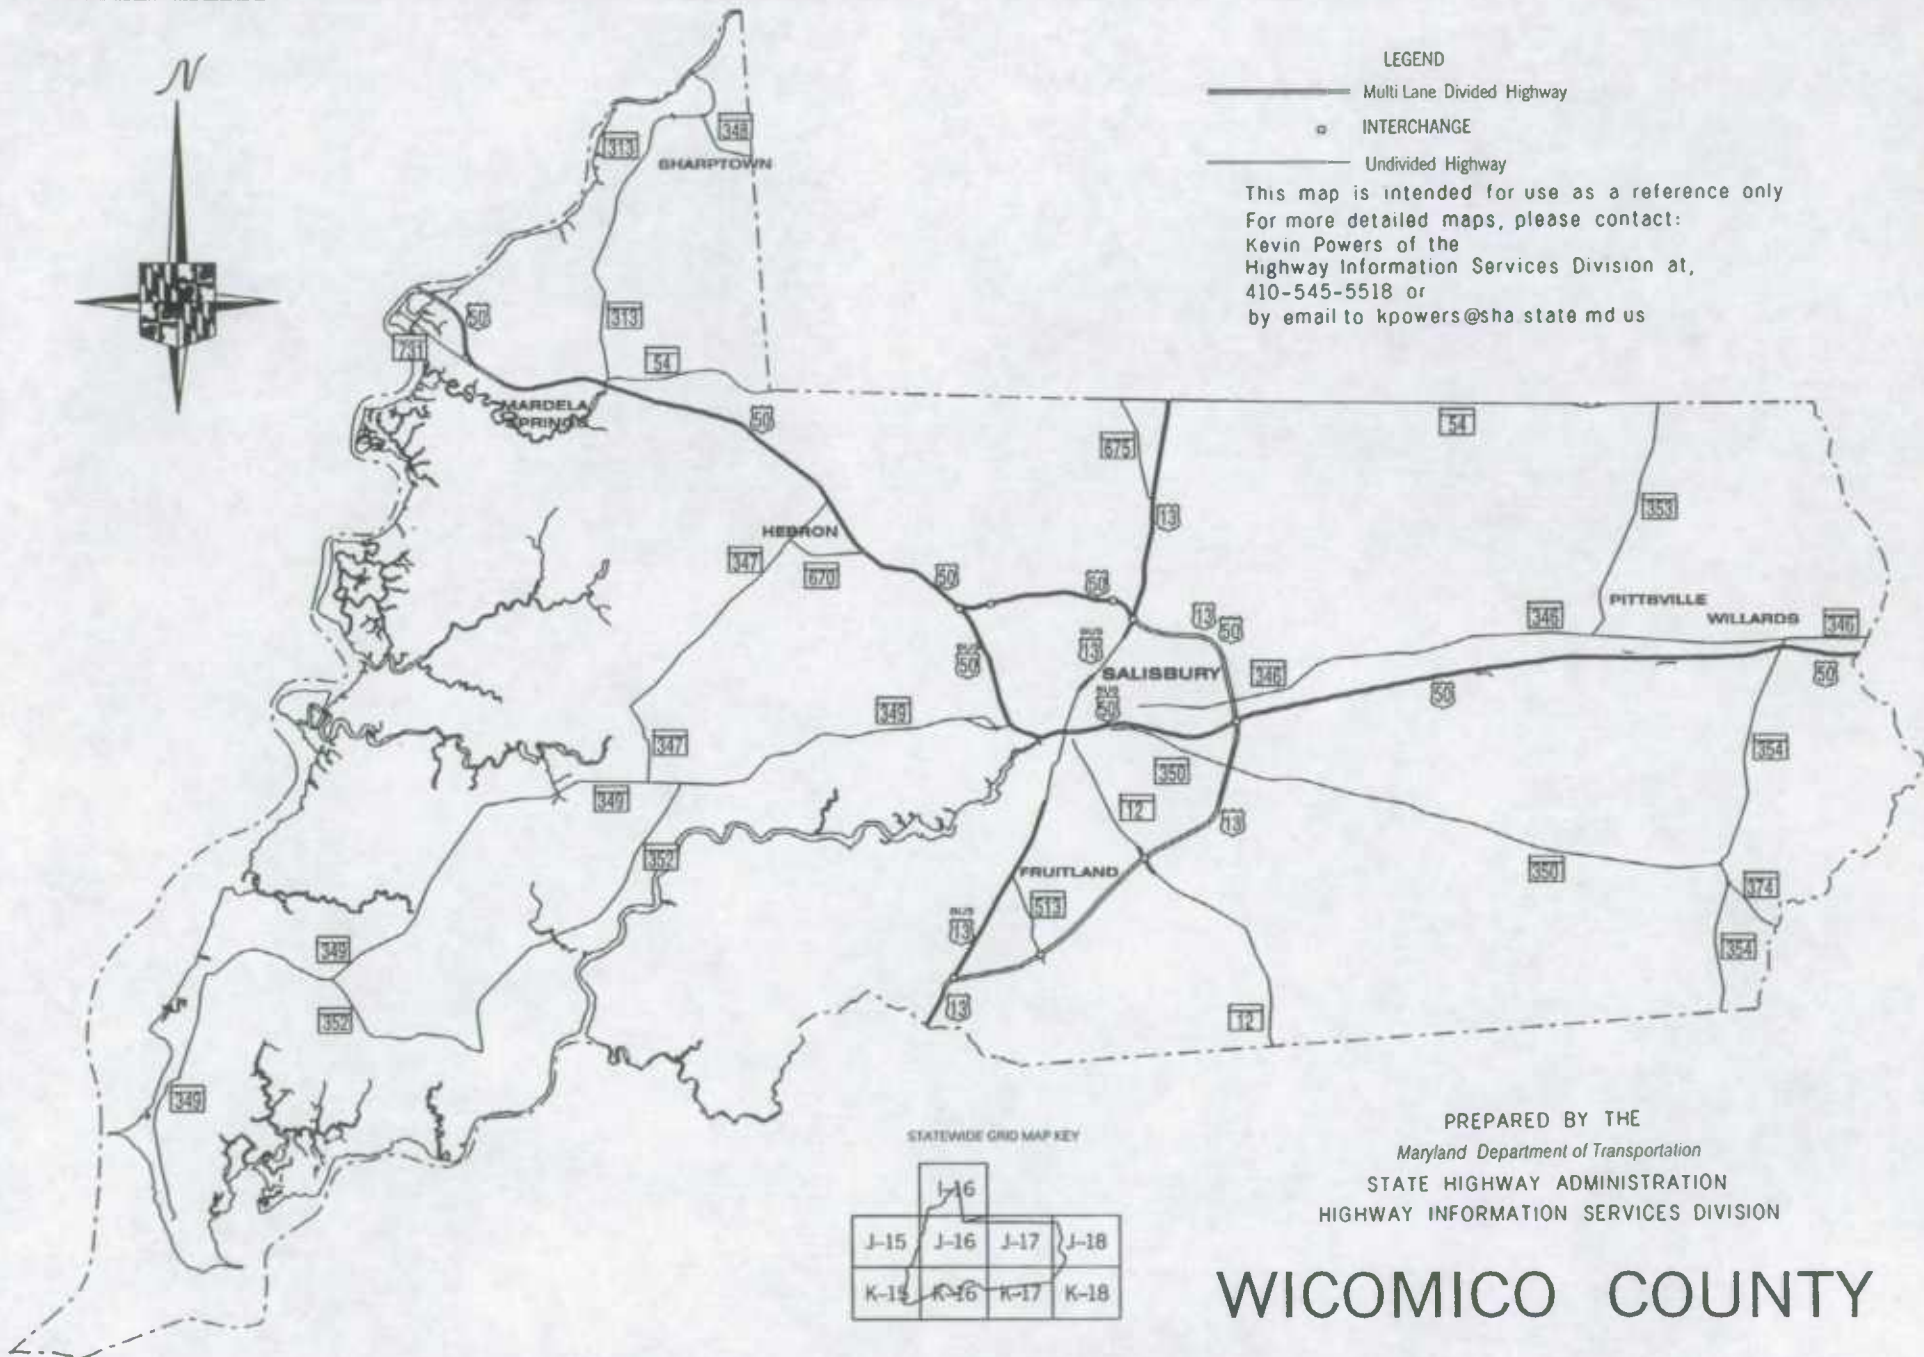 N
LEGEND
Multi Lane Divided Highway
INTERCHANGE
Undivided Highway
This map is intended for use as a reference only
For more detailed maps, please contact:
Kevin Powers of the
Highway Information Services Division at,
410-545-5518 or
by email to kpowers@sha state md us
313
348
SHARPTOWN
50
313
731
54
MARDELA
SPRINGS
50
675
54
13
353
HEBRON
347
670
50
50
13
50
346
PITTSVILLE
WILLARDS
346
BUS
13
BUS
50
SALISBURY
346
BUS
50
50
50
349
347
354
350
349
12
13
352
FRUITLAND
350
374
513
BUS
13
349
354
352
13
12
349
STATEWIDE GRID MAP KEY
I-16
J-15 J-16 J-17 J-18
K-15 K-16 K-17 K-18
PREPARED BY THE
Maryland Department of Transportation
STATE HIGHWAY ADMINISTRATION
HIGHWAY INFORMATION SERVICES DIVISION
WICOMICO COUNTY